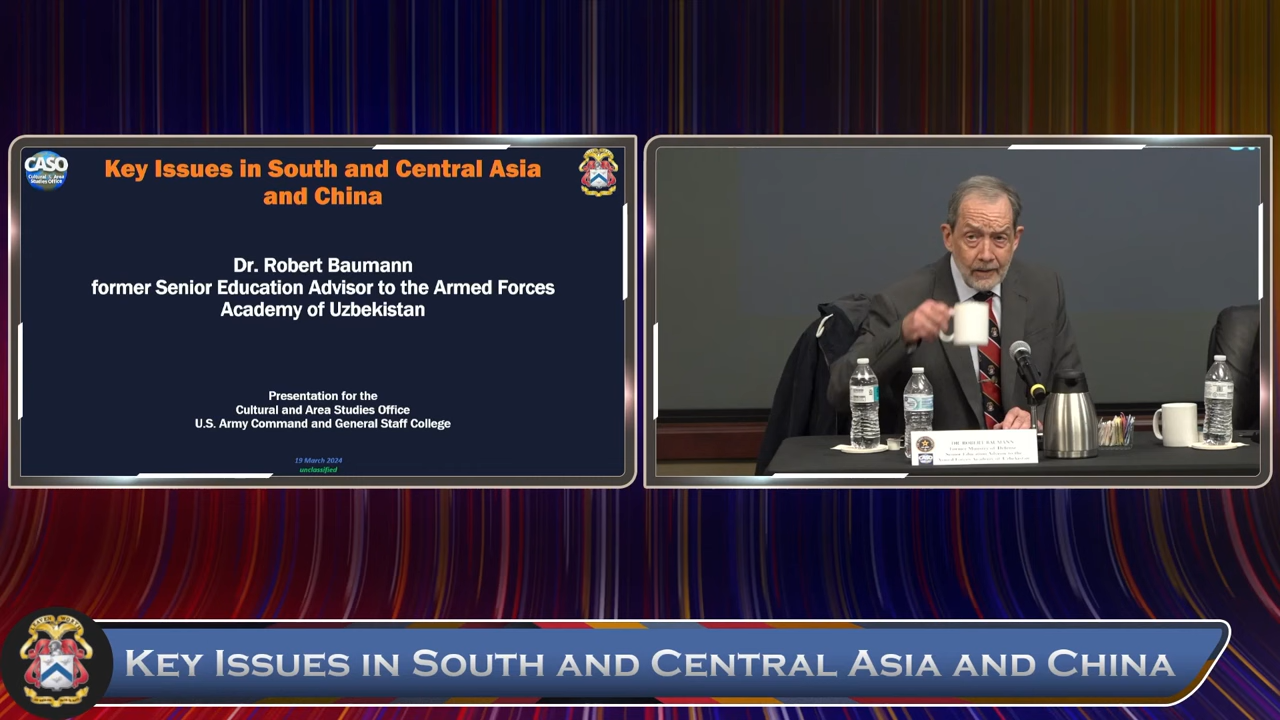 CASO
Cultural & Area
Studies Office
Key Issues in South and Central Asia
and China
Dr. Robert Baumann
former Senior Education Advisor to the Armed Forces
Academy of Uzbekistan
Presentation for the
Cultural and Area Studies Office
U.S. Army Command and General Staff College
19 March 2024
unclassified
DR. ROBERT BAUMANN
CASO
KEY ISSUES IN SOUTH AND CENTRAL ASIA AND CHINA